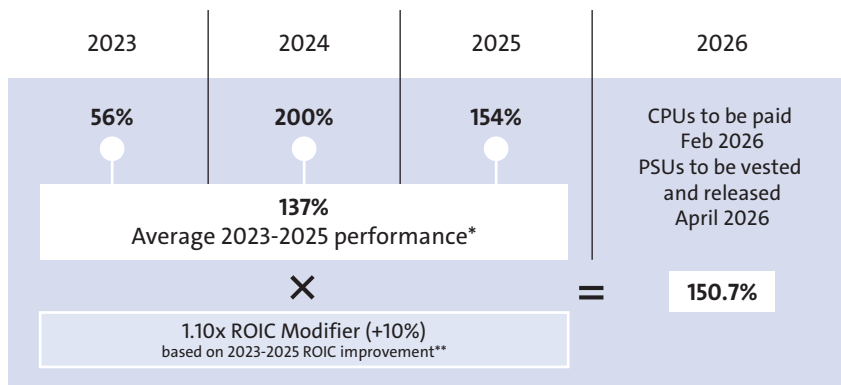 2023 2024 2025 2026
56% 200% 154%
CPUs to be paid
Feb 2026
PSUs to be vested
and released
April 2026
137%
Average 2023-2025 performance*
× = 150.7%
1.10x ROIC Modifier (+10%)
based on 2023-2025 ROIC improvement**